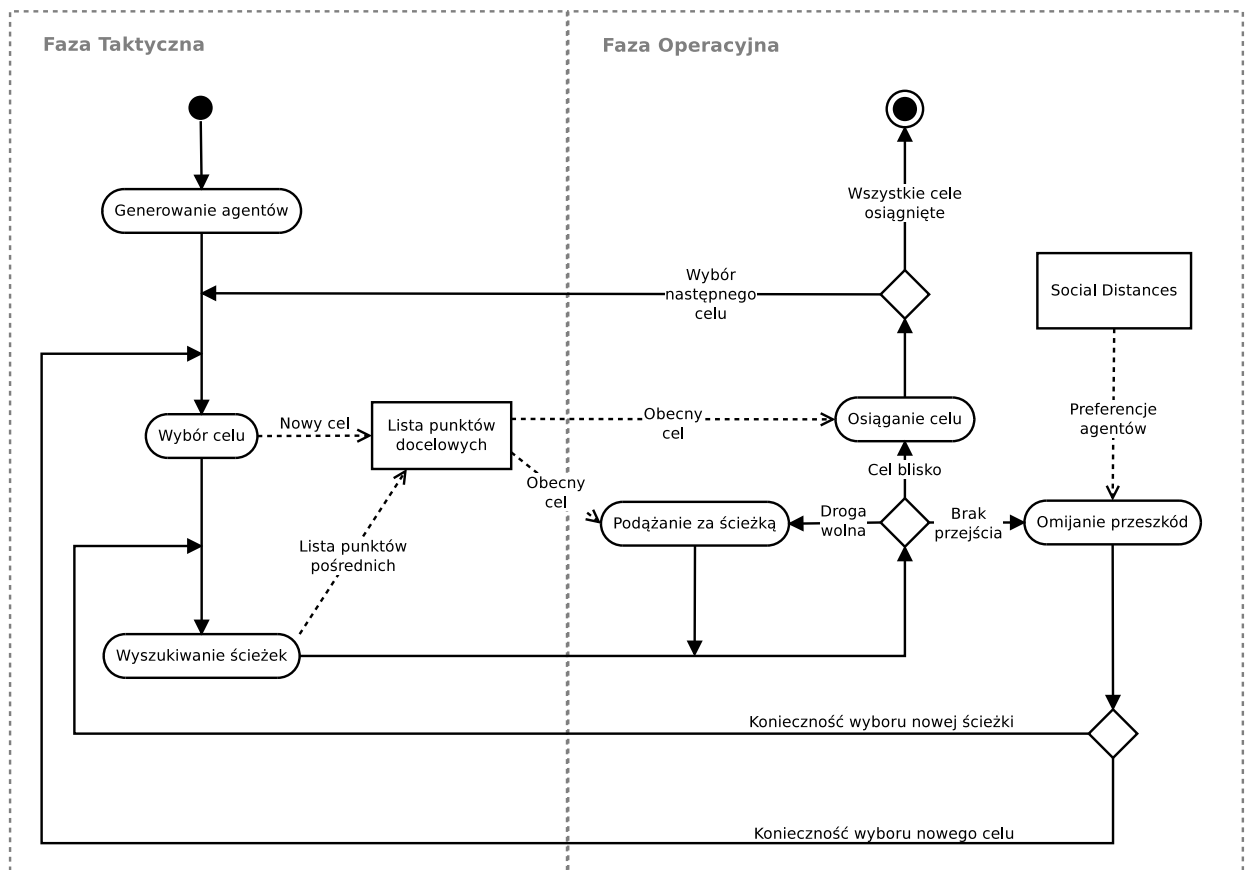 Faza Taktyczna
Faza Operacyjna
Wszystkie cele
osiągnięte
Generowanie agentów
Wybór
następnego
celu
Social Distances
Preferencje
agentów
Nowy cel
Lista punktów
docelowych
Obecny
cel
Osiąganie celu
Wybór celu
Cel blisko
Obecny
cel
Podążanie za ścieżką
Droga
wolna
Brak
przejścia
Omijanie przeszkód
Lista punktów
pośrednich
Wyszukiwanie ścieżek
Konieczność wyboru nowej ścieżki
Konieczność wyboru nowego celu